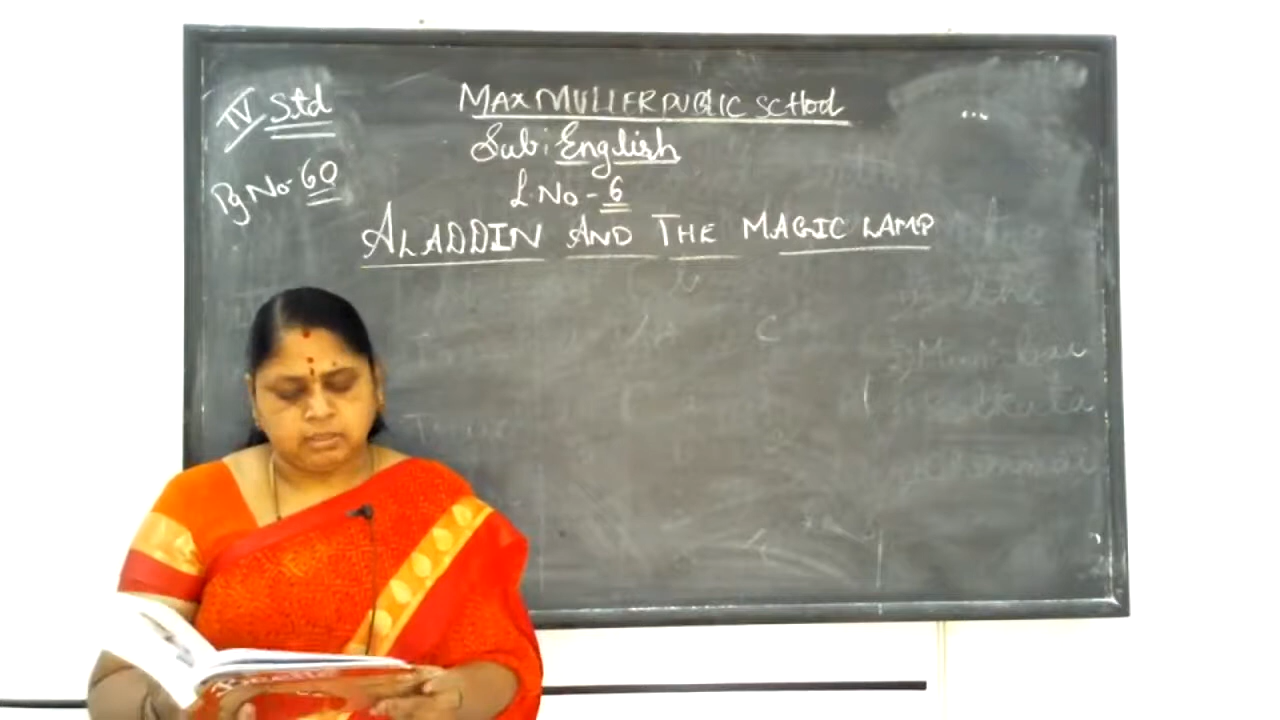 IV Std
MAX MULLER PUBLIC SCHOOL
Sub: English
Pg No- 60
L.No - 6
ALADDIN AND THE MAGIC LAMP